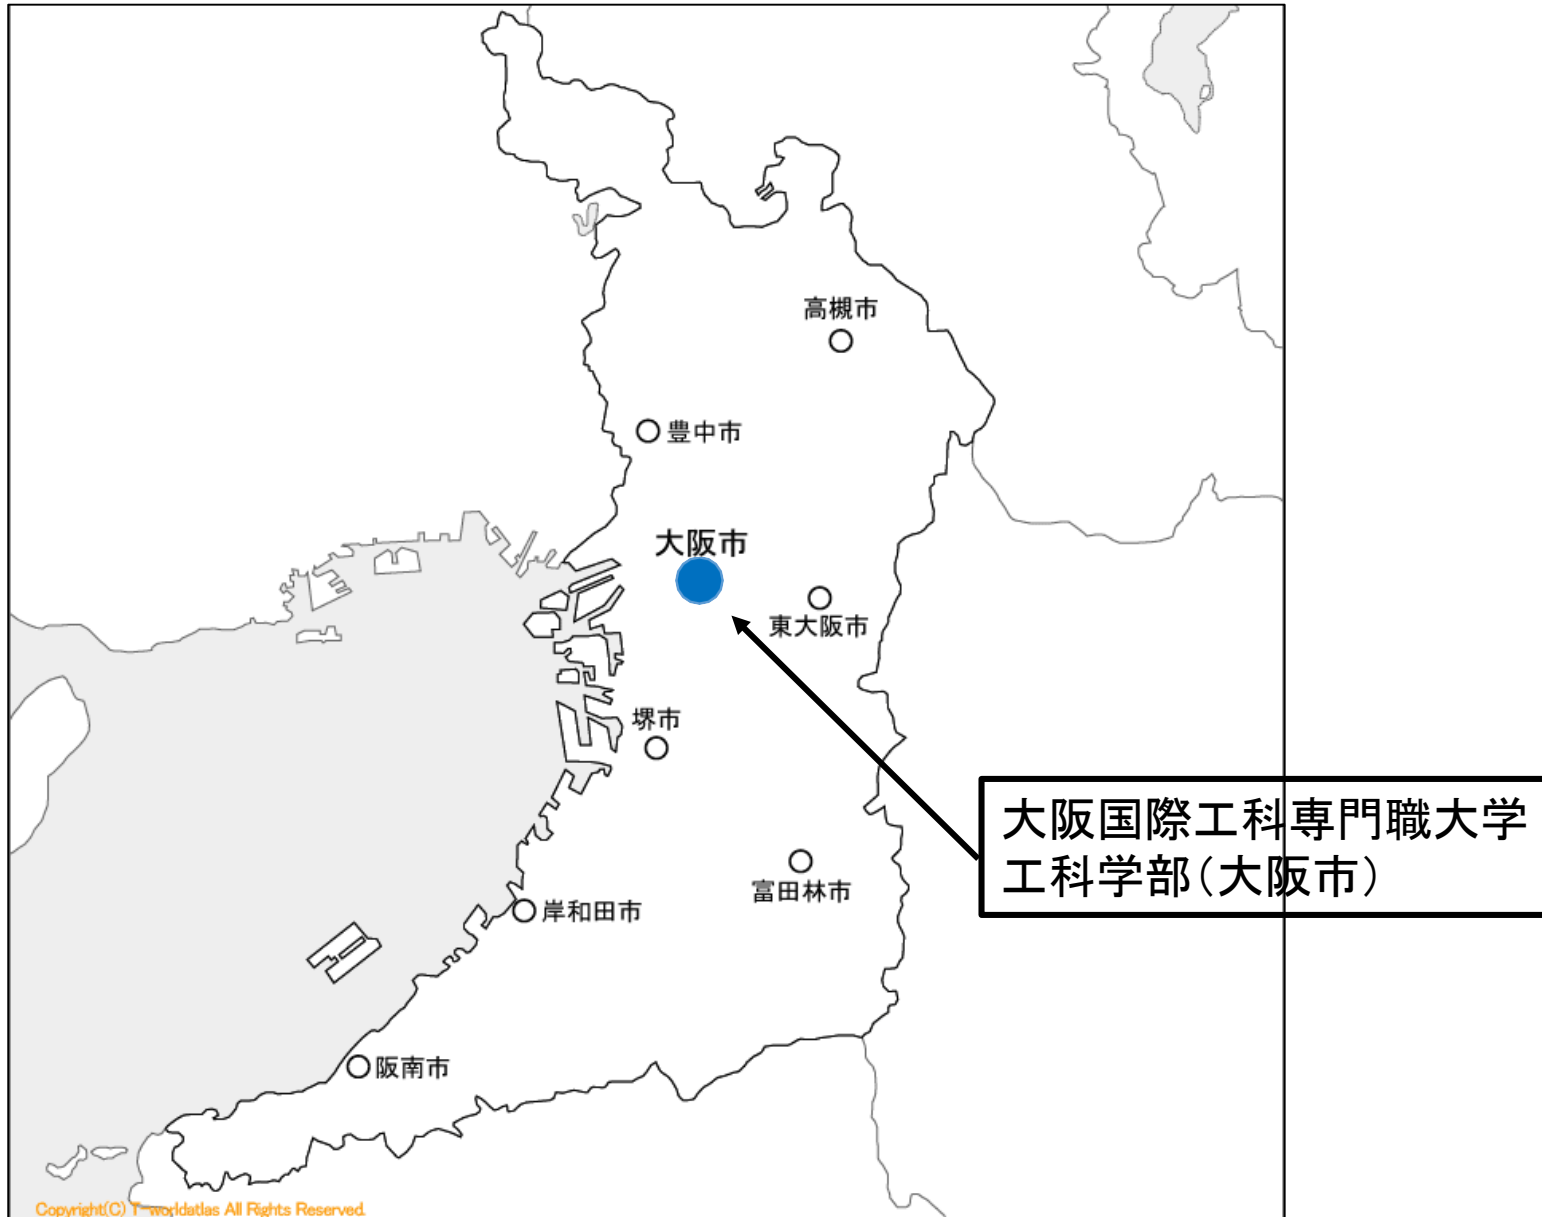 高槻市
豊中市
大阪市
東大阪市
堺市
大阪国際工科専門職大学
工科学部(大阪市)
富田林市
岸和田市
阪南市
Copyright(C) T-worldatlas All Rights Reserved.